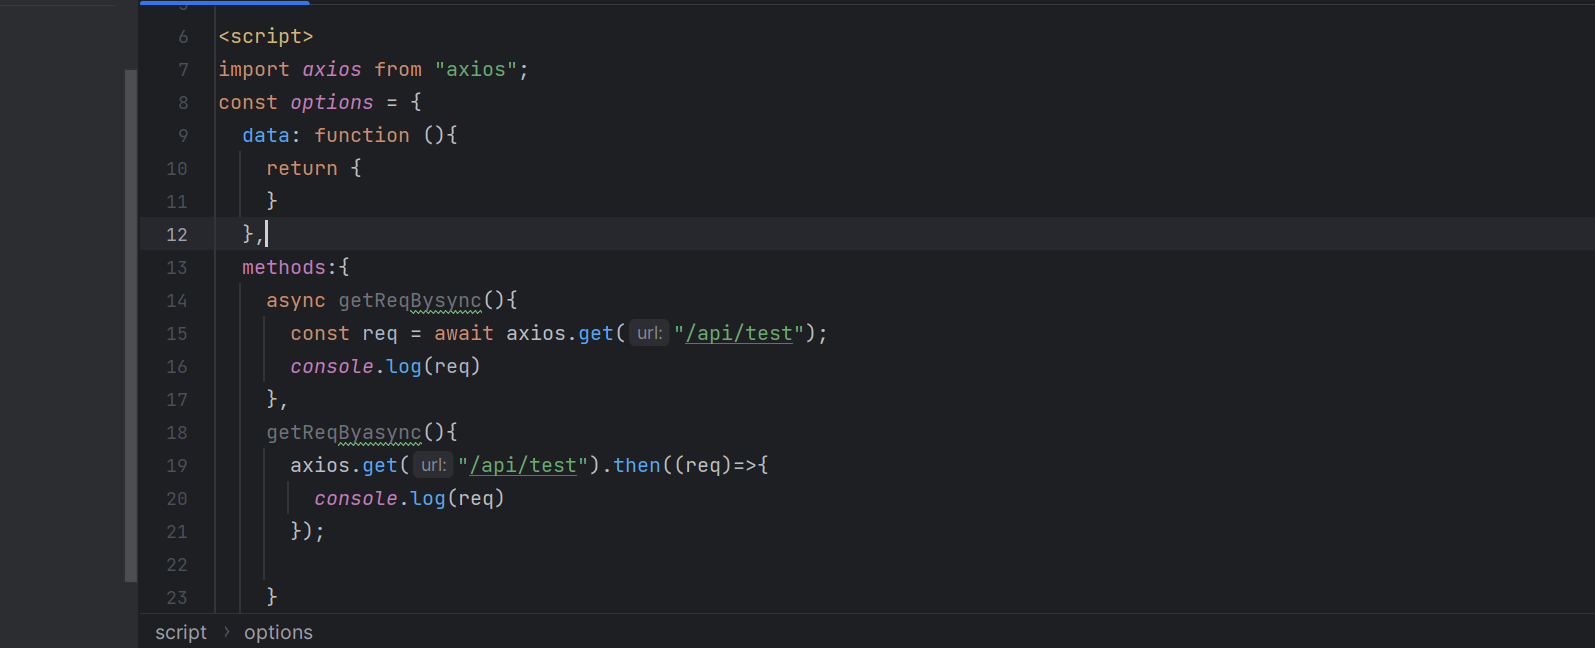 6 <script>
7 import axios from "axios";
8 const options = {
9 data: function (){
10 return {
11 }
12 },
13 methods:{
14 async getReqBysync(){
15 const req = await axios.get( url: "/api/test");
16 console.log(req)
17 },
18 getReqByasync(){
19 axios.get( url: "/api/test").then((req)=>{
20 console.log(req)
21 });
22
23 }
script › options